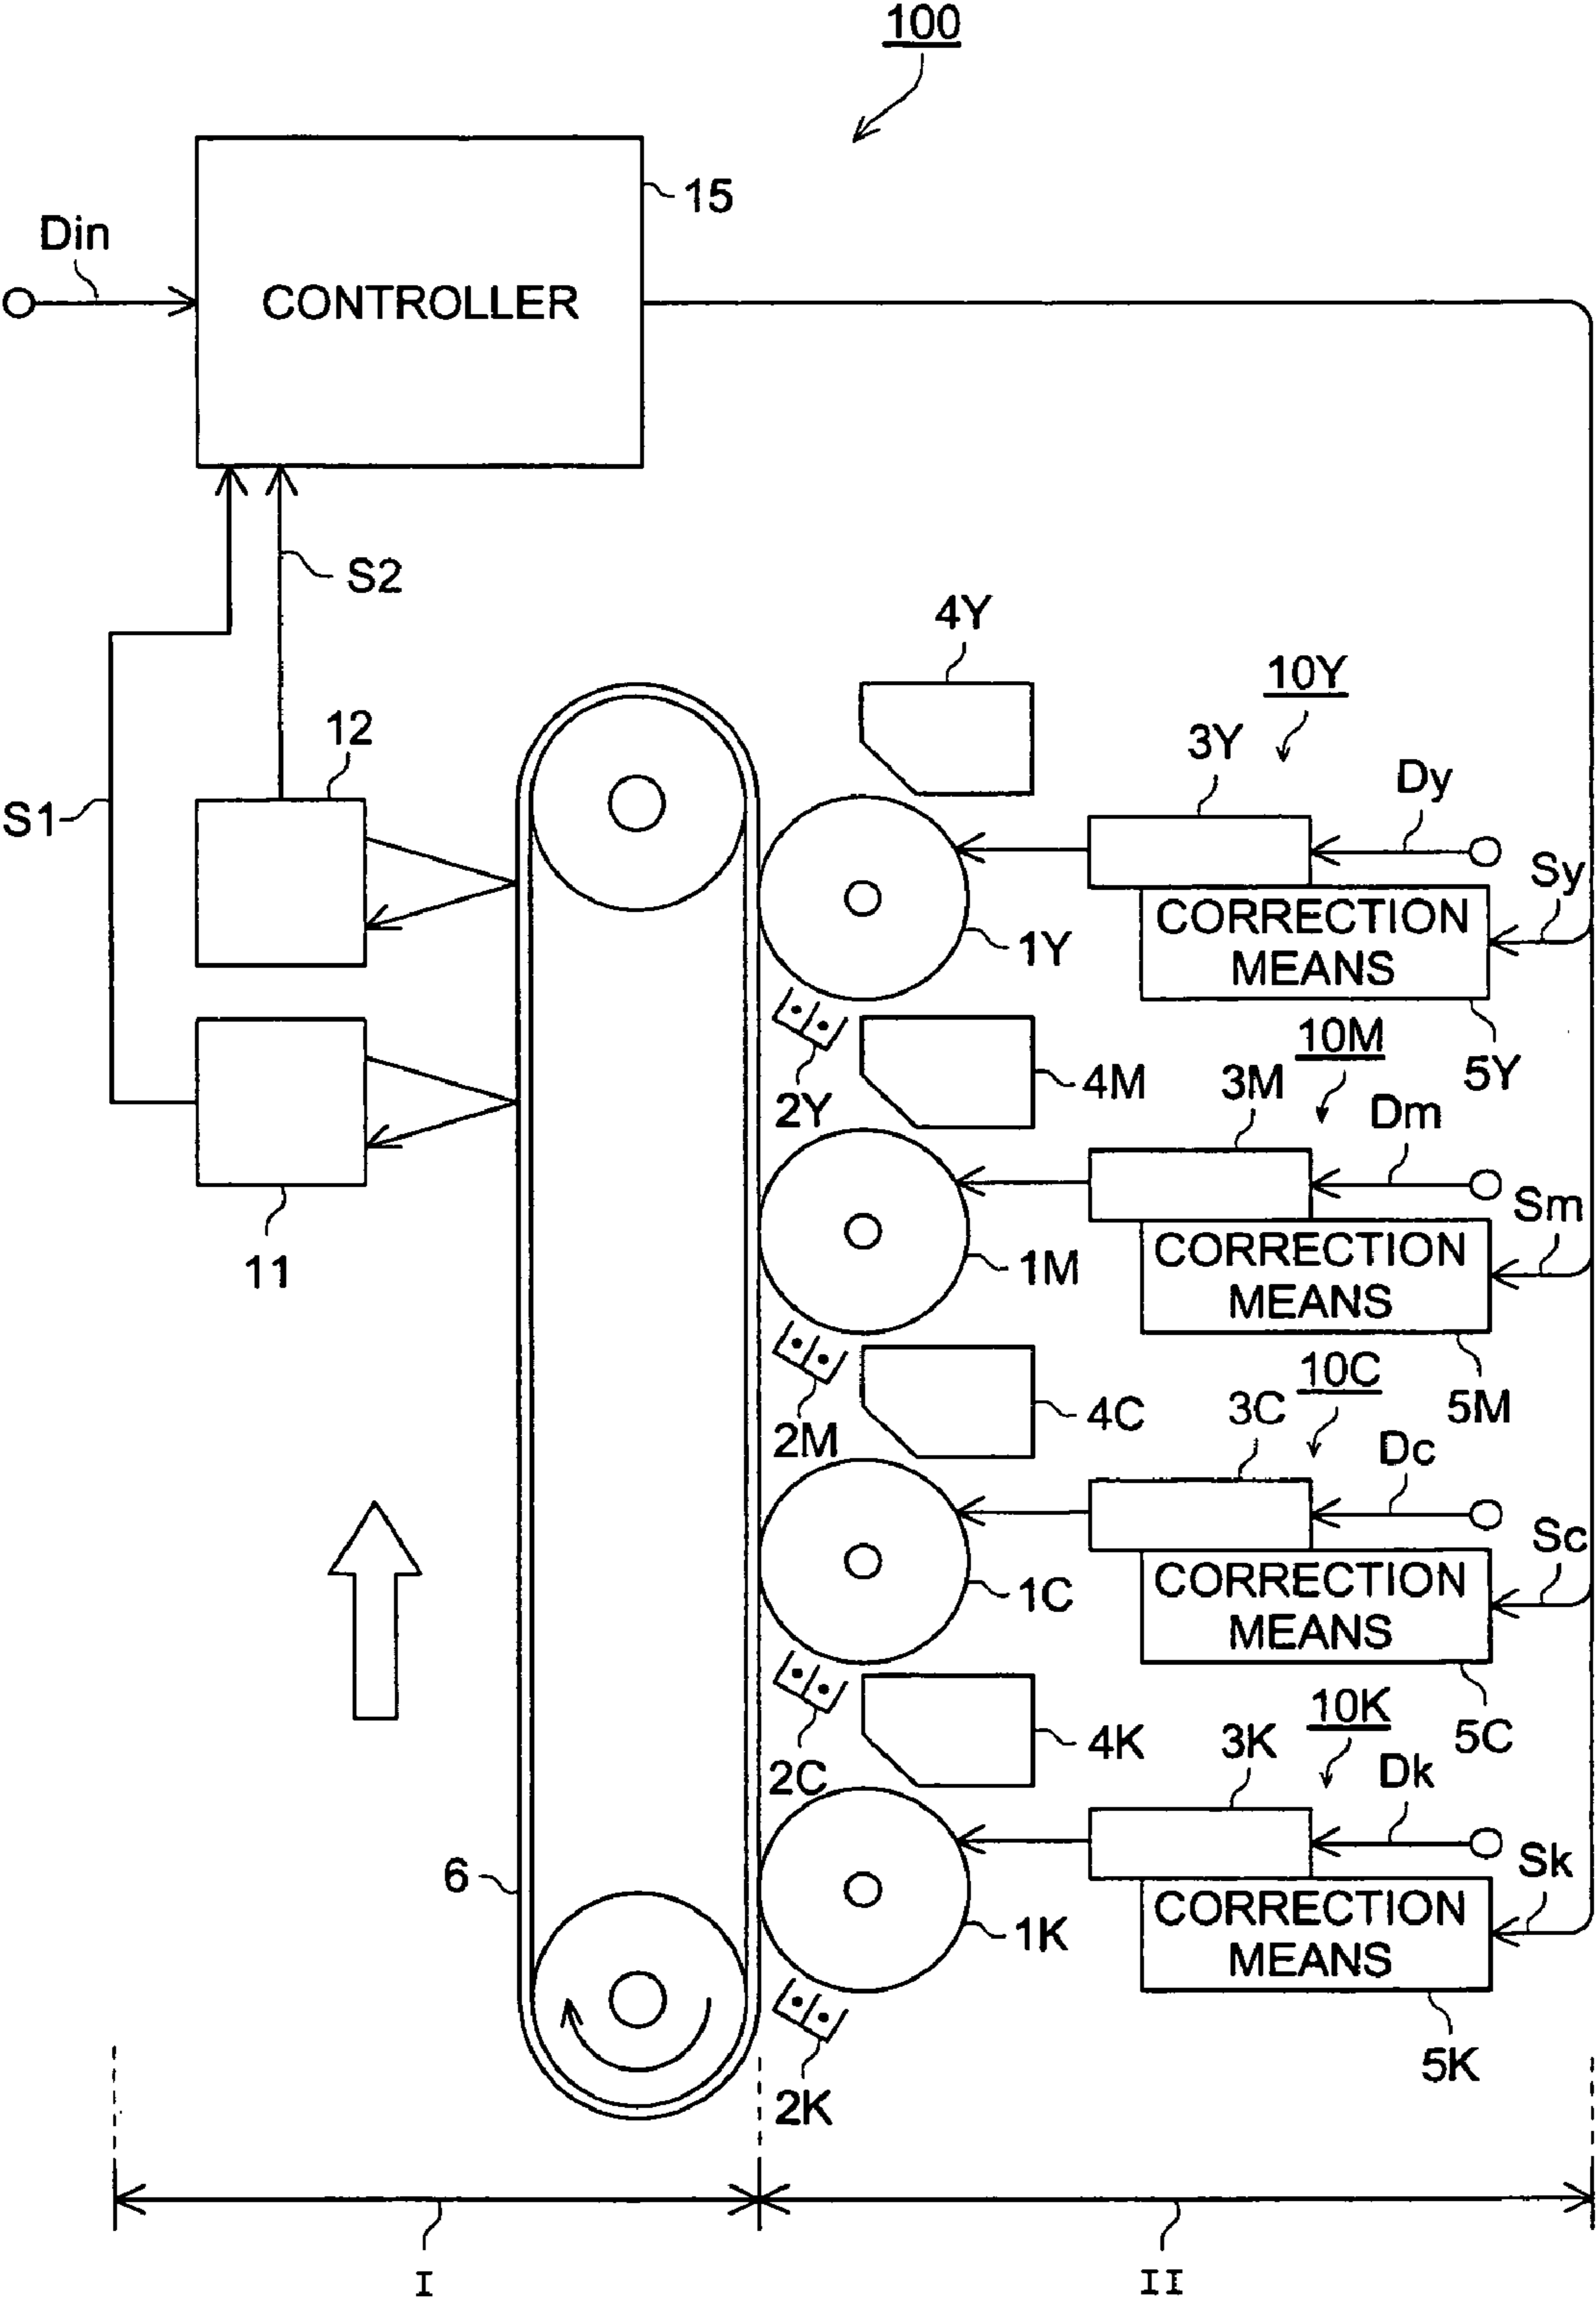 100
15
Din
CONTROLLER
S2
4Y
10Y
12
3Y
Dy
S1
Sy
CORRECTION
MEANS
1Y
10M
5Y
4M
3M
2Y
Dm
Sm
CORRECTION
MEANS
1M
11
10C
5M
4C
3C
2M
Dc
Sc
CORRECTION
MEANS
1C
10K
5C
4K
3K
2C
Dk
6
Sk
CORRECTION
MEANS
1K
5K
2K
I
II